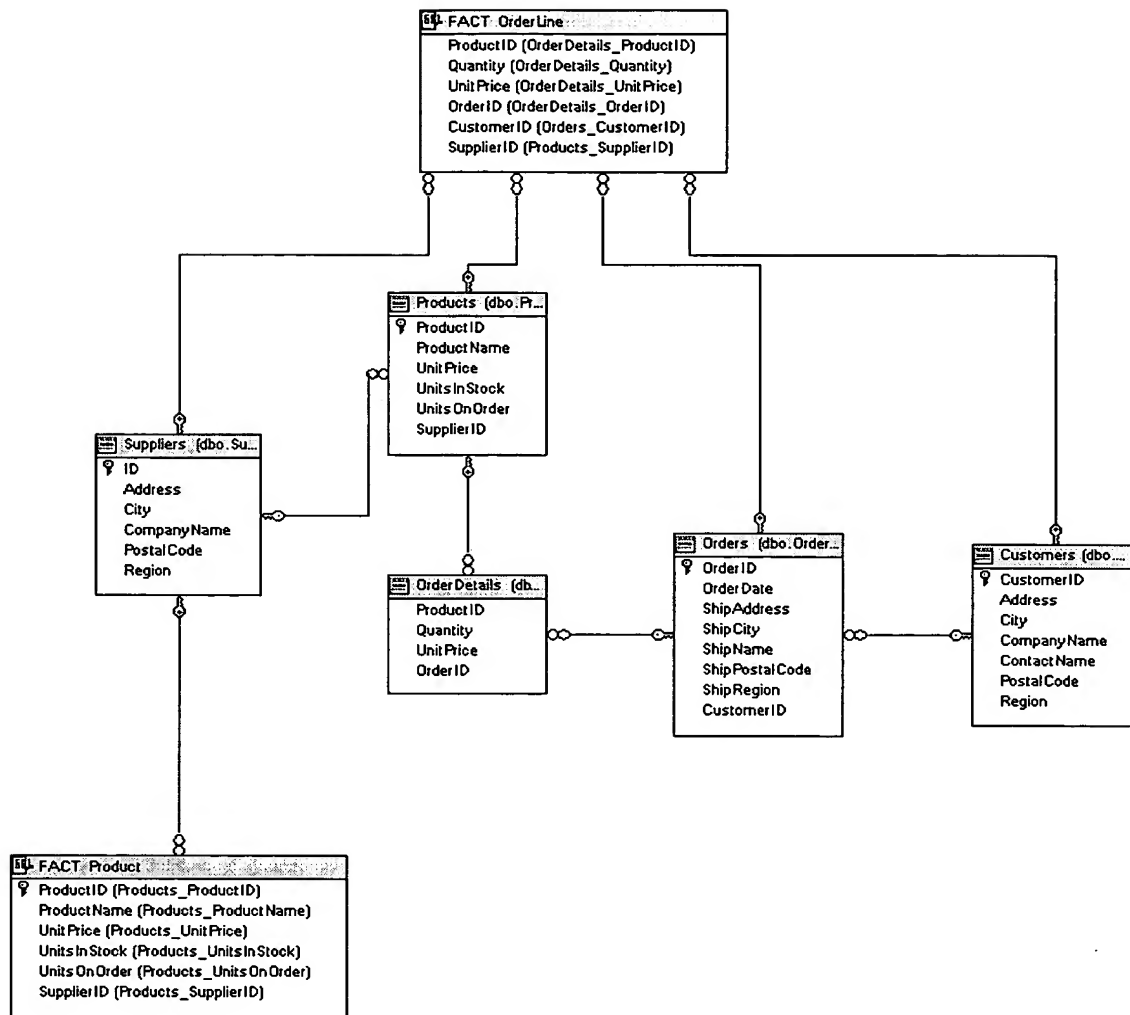 FACT OrderLine
ProductID (OrderDetails_ProductID)
Quantity (OrderDetails_Quantity)
UnitPrice (OrderDetails_UnitPrice)
OrderID (OrderDetails_OrderID)
CustomerID (Orders_CustomerID)
SupplierID (Products_SupplierID)
Products (dbo.Pr...
ProductID
ProductName
UnitPrice
UnitsInStock
UnitsOnOrder
SupplierID
Suppliers (dbo.Su...
ID
Address
City
CompanyName
PostalCode
Region
OrderDetails (db...
ProductID
Quantity
UnitPrice
OrderID
Orders (dbo.Order...
OrderID
OrderDate
ShipAddress
ShipCity
ShipName
ShipPostalCode
ShipRegion
CustomerID
Customers (dbo....
CustomerID
Address
City
CompanyName
ContactName
PostalCode
Region
FACT Product
ProductID (Products_ProductID)
ProductName (Products_ProductName)
UnitPrice (Products_UnitPrice)
UnitsInStock (Products_UnitsInStock)
UnitsOnOrder (Products_UnitsOnOrder)
SupplierID (Products_SupplierID)